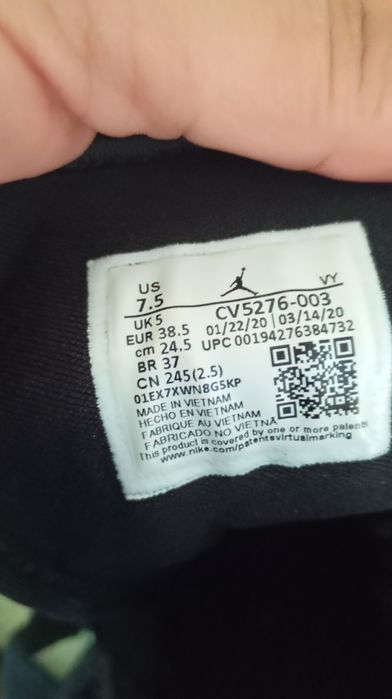 US VY
7.5 CV5276-003
UK 5 01/22/20 03/14/20
EUR 38.5 UPC 00194276384732
cm 24.5
BR 37
CN 245(2.5)
01EX7XWN8G5KP
MADE IN VIETNAM
HECHO EN VIETNAM
FABRIQUE AU VIETNAM
FABRICADO NO VIETNA
This product is covered by one or more patents
www.nike.com/patentsvirtualmarking